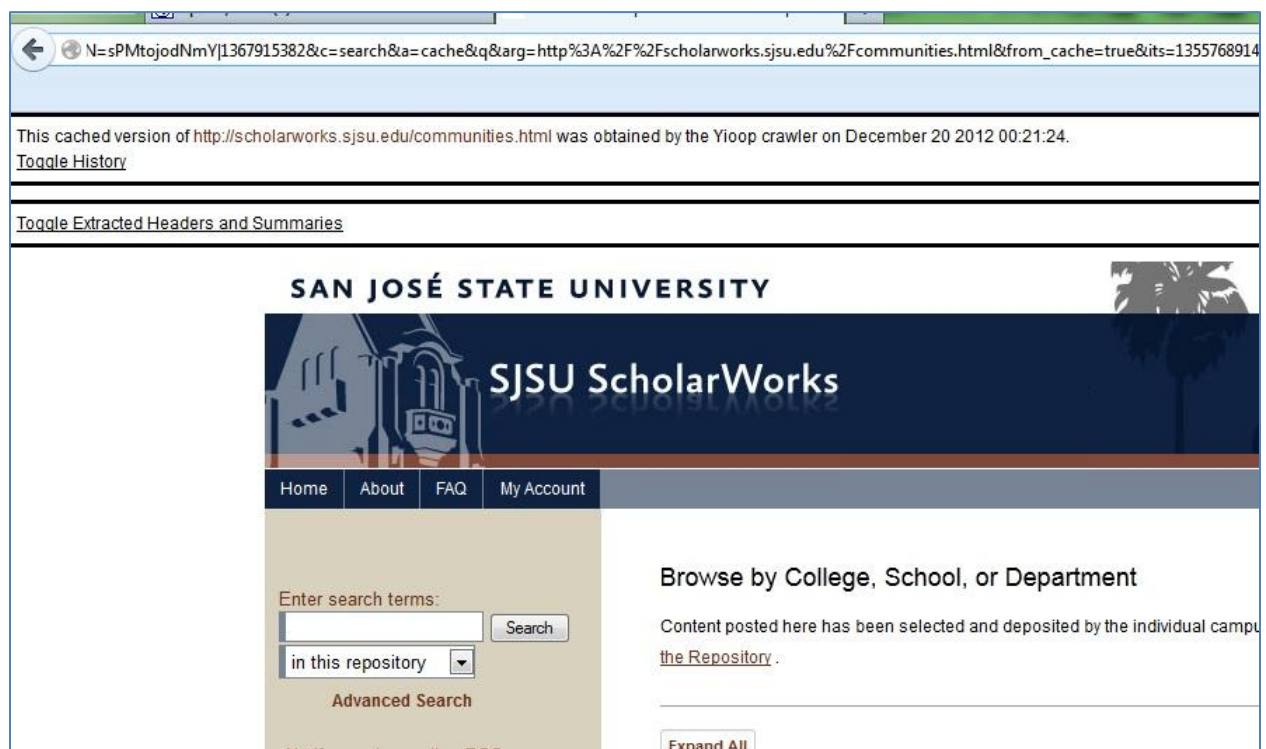 N=sPMtojodNmY|1367915382&c=search&a=cache&q&arg=http%3A%2F%2Fscholarworks.sjsu.edu%2Fcommunities.html&from_cache=true&its=1355768914
This cached version of http://scholarworks.sjsu.edu/communities.html was obtained by the Yioop crawler on December 20 2012 00:21:24.
Toggle History
Toggle Extracted Headers and Summaries
SAN JOSÉ STATE UNIVERSITY
SJSU ScholarWorks
Home About FAQ My Account
Enter search terms:
Search
in this repository
Advanced Search
Browse by College, School, or Department
Content posted here has been selected and deposited by the individual campu
the Repository .
Expand All